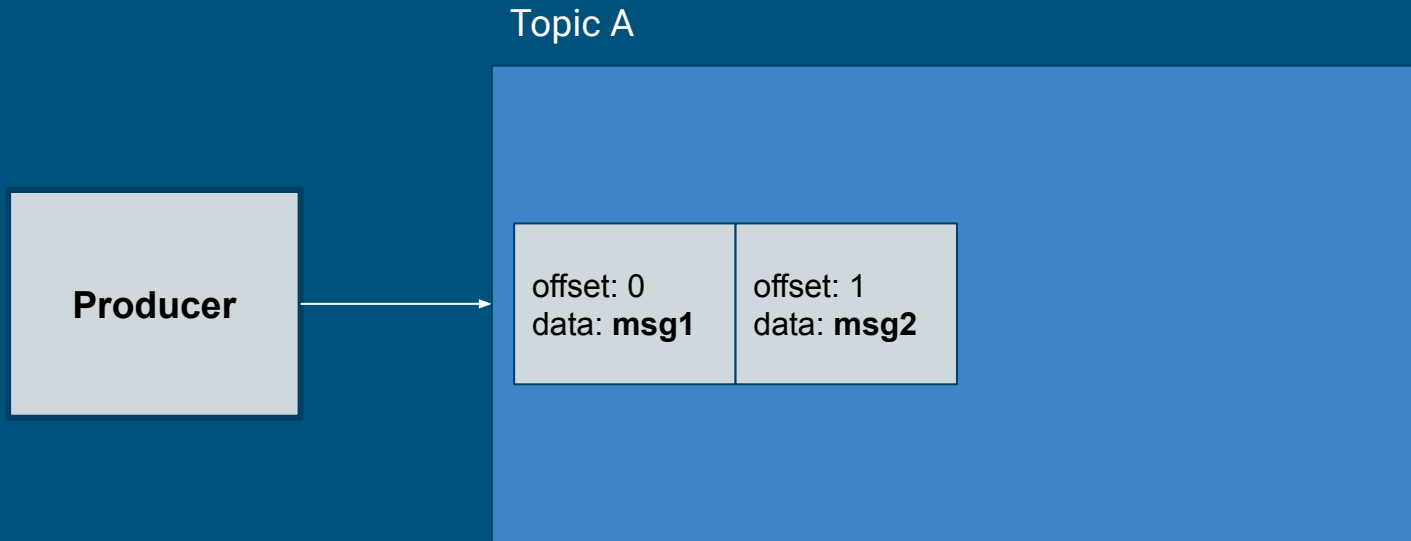 Topic A
Producer
offset: 0
data: msg1
offset: 1
data: msg2